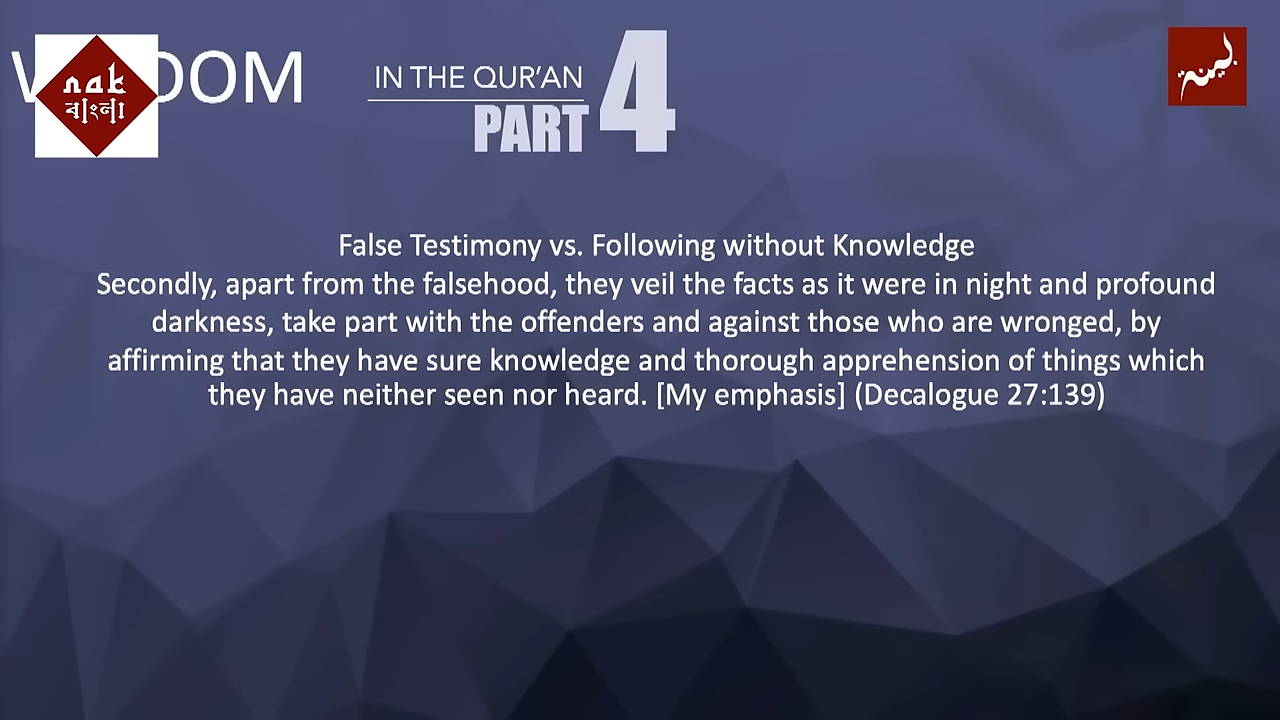 IN THE QUR’AN
PART 4
nak
বাংলা
False Testimony vs. Following without Knowledge
Secondly, apart from the falsehood, they veil the facts as it were in night and profound
darkness, take part with the offenders and against those who are wronged, by
affirming that they have sure knowledge and thorough apprehension of things which
they have neither seen nor heard. [My emphasis] (Decalogue 27:139)